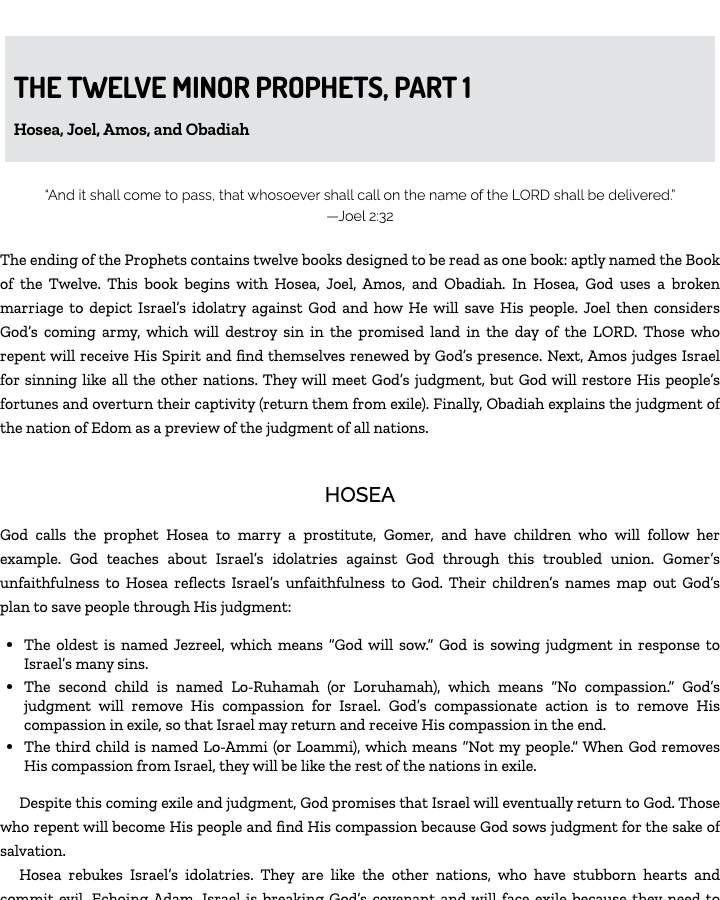 THE TWELVE MINOR PROPHETS, PART 1
Hosea, Joel, Amos, and Obadiah
“And it shall come to pass, that whosoever shall call on the name of the LORD shall be delivered.”
—Joel 2:32
The ending of the Prophets contains twelve books designed to be read as one book: aptly named the Book
of the Twelve. This book begins with Hosea, Joel, Amos, and Obadiah. In Hosea, God uses a broken
marriage to depict Israel’s idolatry against God and how He will save His people. Joel then considers
God’s coming army, which will destroy sin in the promised land in the day of the LORD. Those who
repent will receive His Spirit and find themselves renewed by God’s presence. Next, Amos judges Israel
for sinning like all the other nations. They will meet God’s judgment, but God will restore His people’s
fortunes and overturn their captivity (return them from exile). Finally, Obadiah explains the judgment of
the nation of Edom as a preview of the judgment of all nations.
HOSEA
God calls the prophet Hosea to marry a prostitute, Gomer, and have children who will follow her
example. God teaches about Israel’s idolatries against God through this troubled union. Gomer’s
unfaithfulness to Hosea reflects Israel’s unfaithfulness to God. Their children’s names map out God’s
plan to save people through His judgment:
• The oldest is named Jezreel, which means “God will sow.” God is sowing judgment in response to
Israel’s many sins.
• The second child is named Lo-Ruhamah (or Loruhamah), which means “No compassion.” God’s
judgment will remove His compassion for Israel. God’s compassionate action is to remove His
compassion in exile, so that Israel may return and receive His compassion in the end.
• The third child is named Lo-Ammi (or Loammi), which means “Not my people.” When God removes
His compassion from Israel, they will be like the rest of the nations in exile.
Despite this coming exile and judgment, God promises that Israel will eventually return to God. Those
who repent will become His people and find His compassion because God sows judgment for the sake of
salvation.
Hosea rebukes Israel’s idolatries. They are like the other nations, who have stubborn hearts and
commit evil. Echoing Adam, Israel is breaking God’s covenant and will face exile because they need to